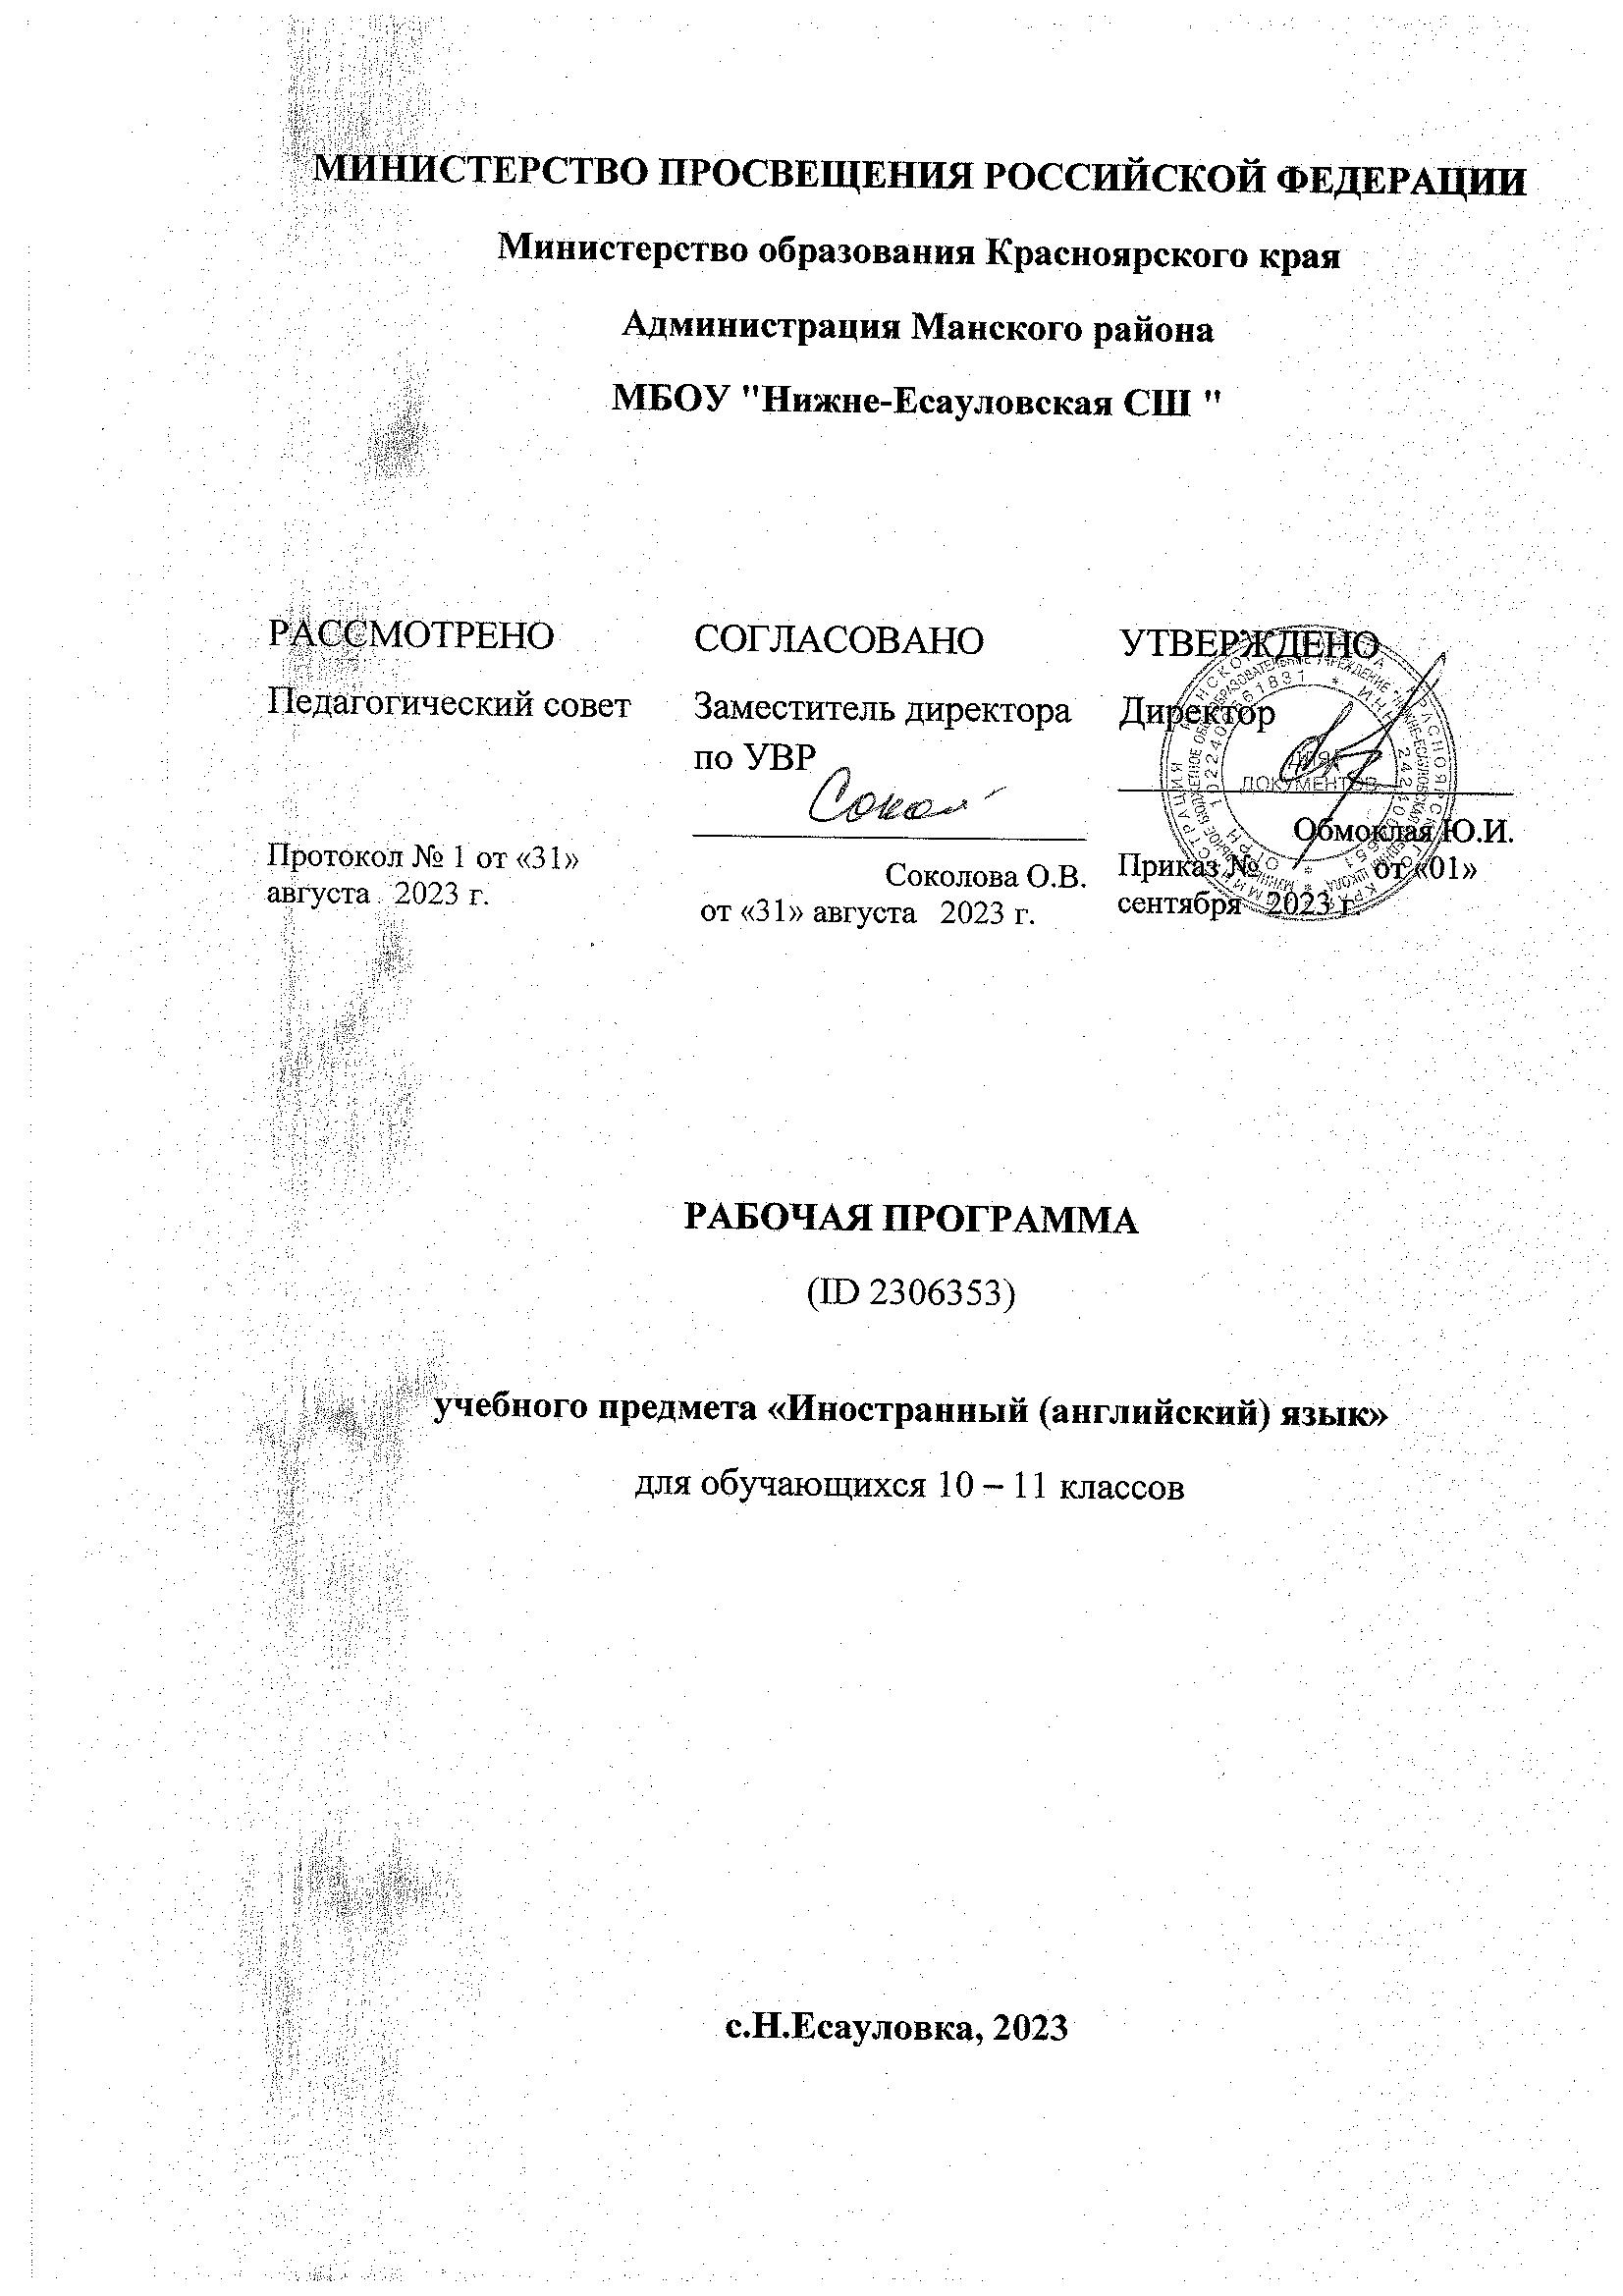 МИНИСТЕРСТВО ПРОСВЕЩЕНИЯ РОССИЙСКОЙ ФЕДЕРАЦИИ
Министерство образования Красноярского края
Администрация Манского района
МБОУ "Нижне-Есауловская СШ "
РАССМОТРЕНО
Педагогический совет
Протокол № 1 от «31»
августа 2023 г.
СОГЛАСОВАНО
Заместитель директора
по УВР
Сокол
Соколова О.В.
от «31» августа 2023 г.
УТВЕРЖДЕНО
Директор
ДЛЯ
ДОКУМЕНТОВ
Обмоклая Ю.И.
Приказ № от «01»
сентября 2023 г.
РАБОЧАЯ ПРОГРАММА
(ID 2306353)
учебного предмета «Иностранный (английский) язык»
для обучающихся 10 – 11 классов
с.Н.Есауловка, 2023